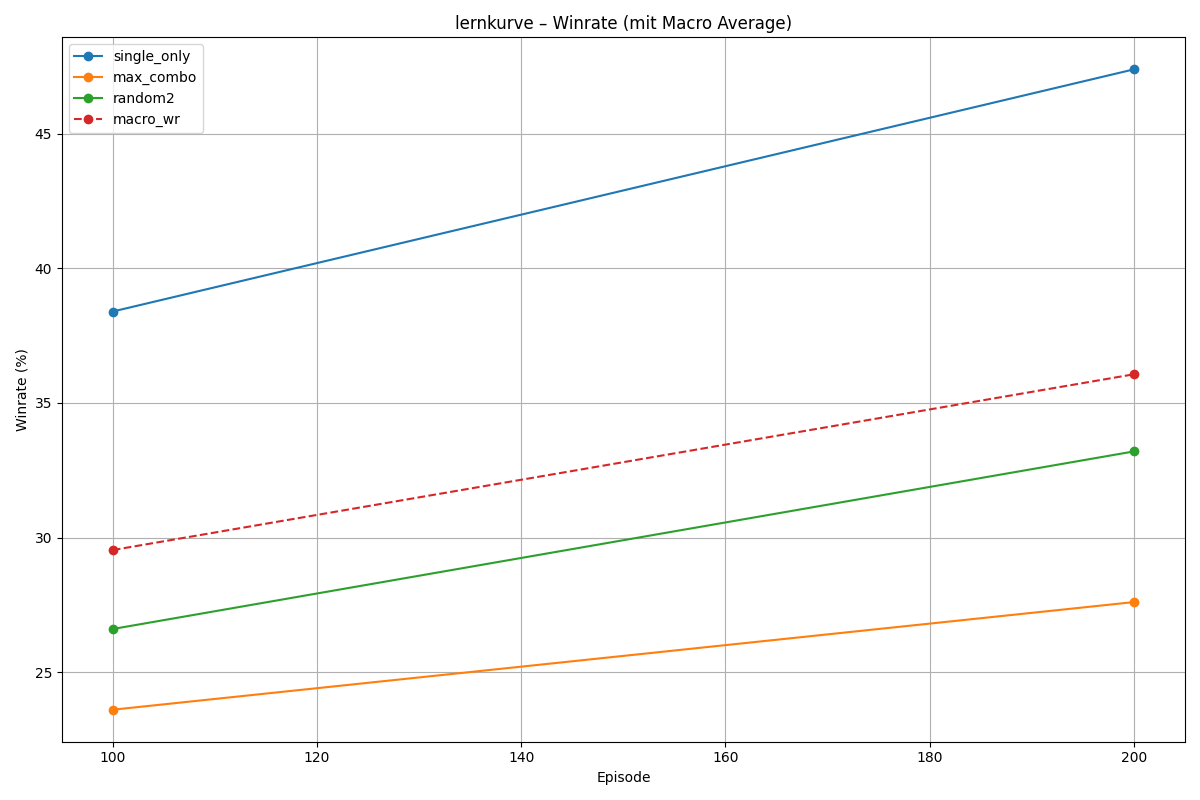 lernkurve – Winrate (mit Macro Average)
single_only
max_combo
random2
macro_wr
Winrate (%)
45
40
35
30
25
100 120 140 160 180 200
Episode